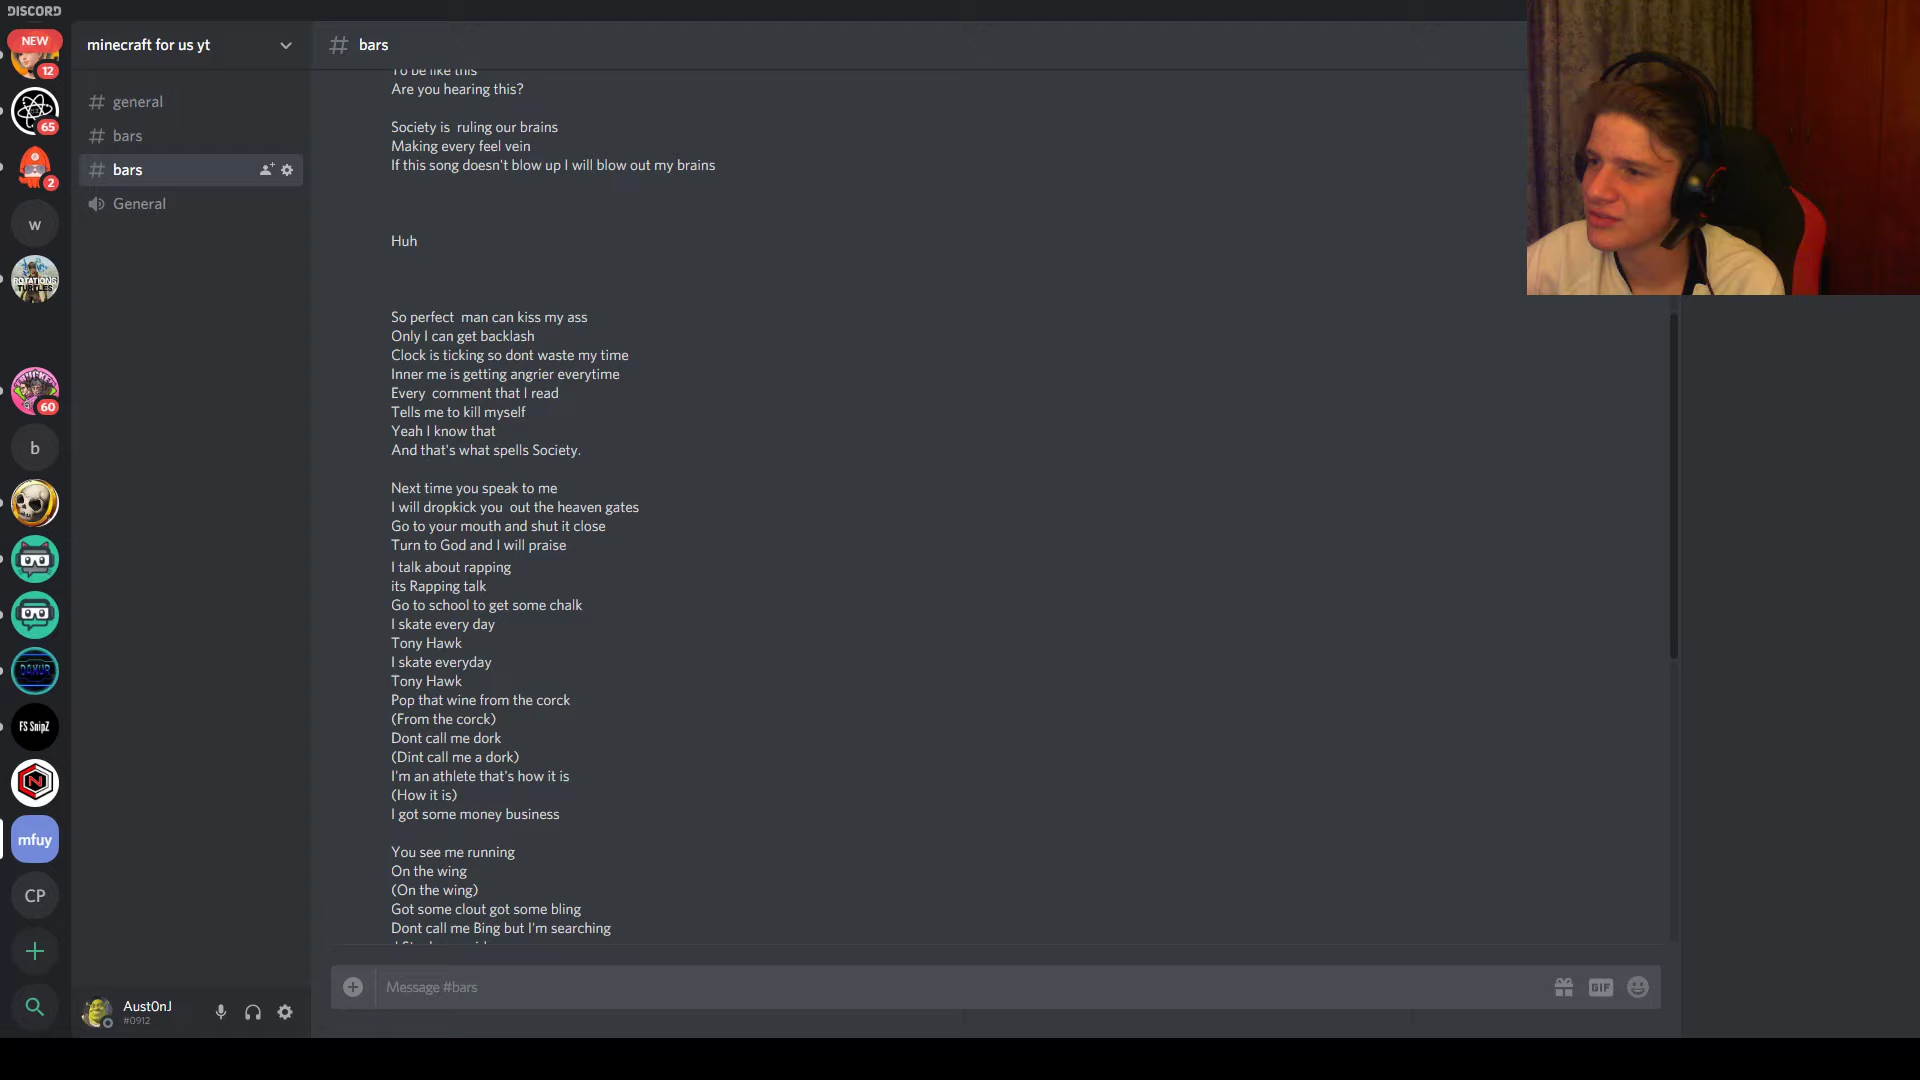 DISCORD
NEW
12
65
2
w
ROTATIONS
TURTLES
60
b
FS SnipZ
N
mfuy
CP
minecraft for us yt
general
bars
bars
General
Aust0nJ
#0912
# bars
To be like this
Are you hearing this?
Society is  ruling our brains
Making every feel vein
If this song doesn't blow up I will blow out my brains
Huh
So perfect  man can kiss my ass
Only I can get backlash
Clock is ticking so dont waste my time
Inner me is getting angrier everytime
Every  comment that I read
Tells me to kill myself
Yeah I know that
And that's what spells Society.
Next time you speak to me
I will dropkick you  out the heaven gates
Go to your mouth and shut it close
Turn to God and I will praise
I talk about rapping
its Rapping talk
Go to school to get some chalk
I skate every day
Tony Hawk
I skate everyday
Tony Hawk
Pop that wine from the corck
(From the corck)
Dont call me dork
(Dint call me a dork)
I'm an athlete that's how it is
(How it is)
I got some money business
You see me running
On the wing
(On the wing)
Got some clout got some bling
Dont call me Bing but I'm searching
Message #bars
GIF